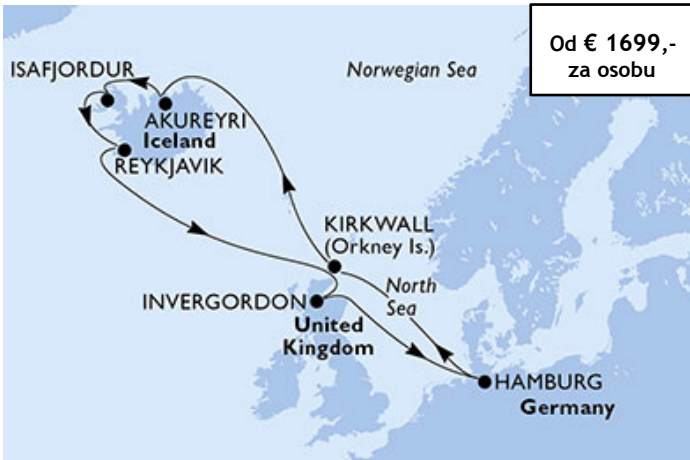 Od € 1699,-
za osobu
ISAFJORDUR
Norwegian Sea
AKUREYRI
Iceland
REYKJAVIK
KIRKWALL
(Orkney Is.)
North
Sea
INVERGORDON
United
Kingdom
HAMBURG
Germany